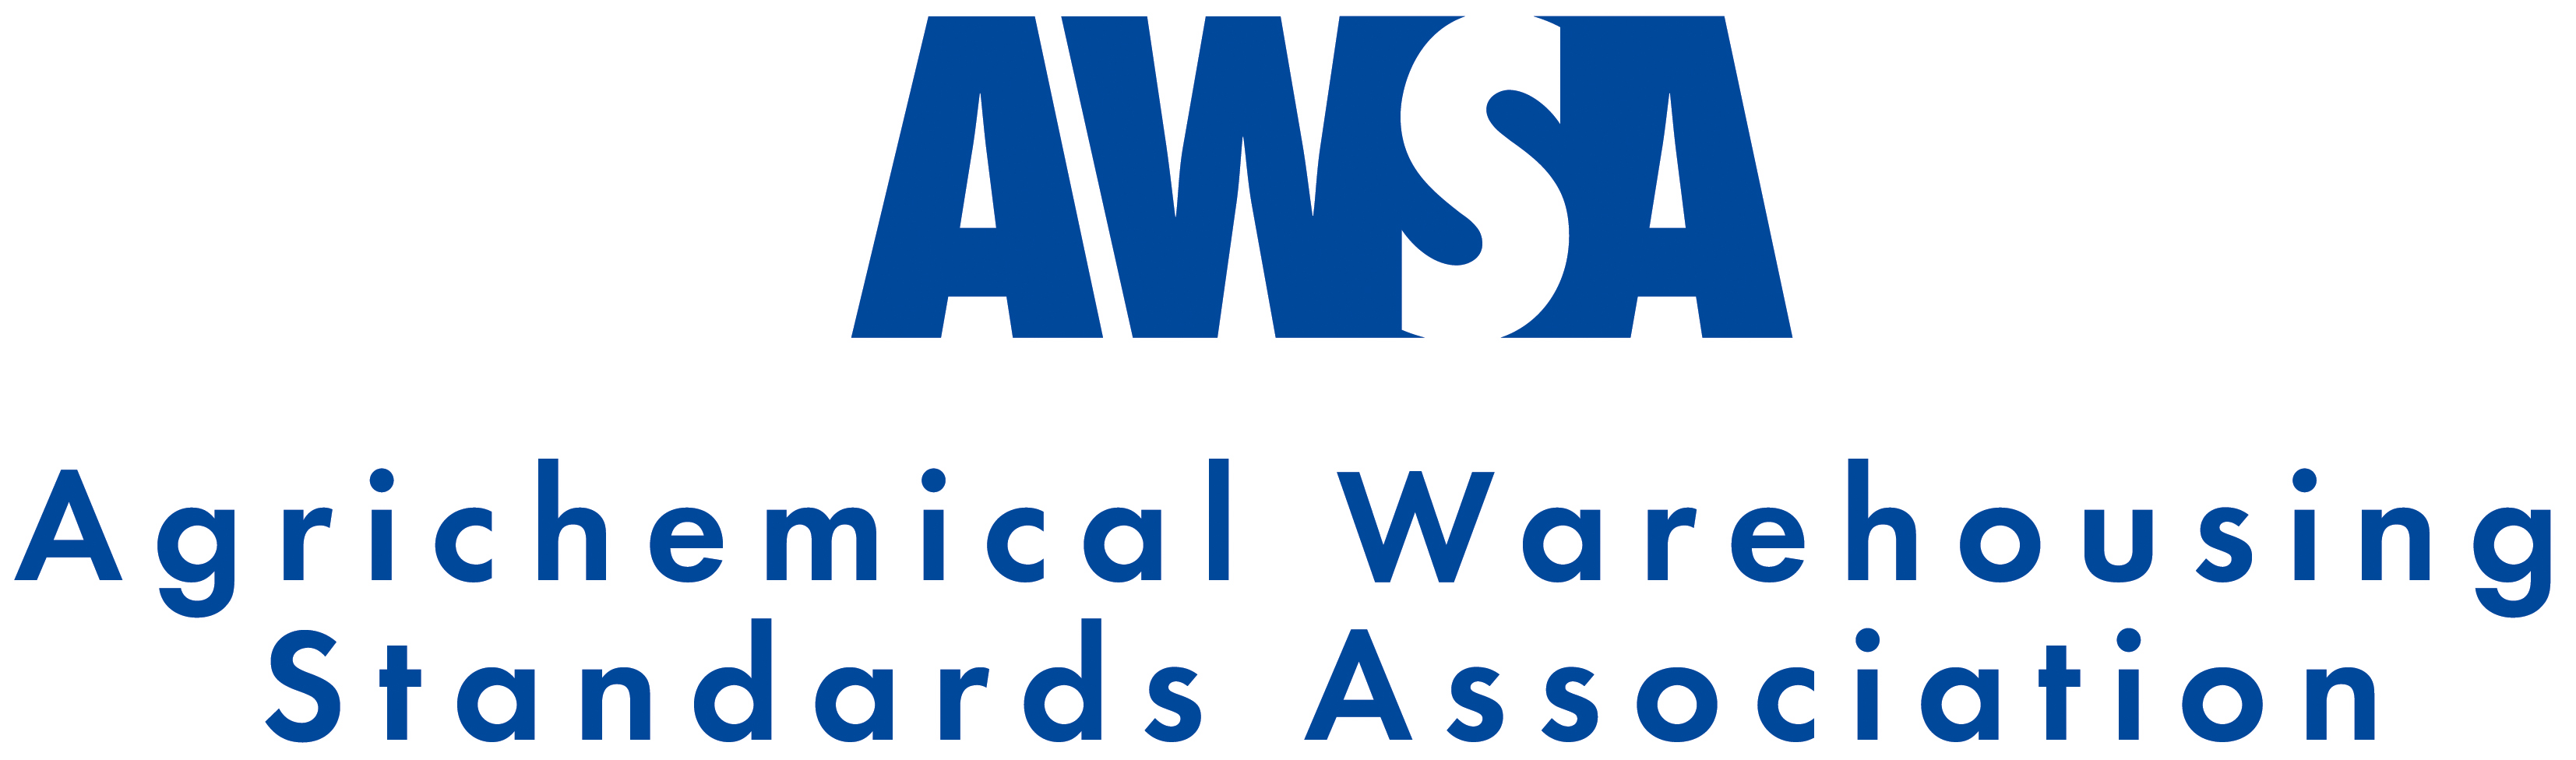 AWSA
Agrichemical Warehousing
Standards Association